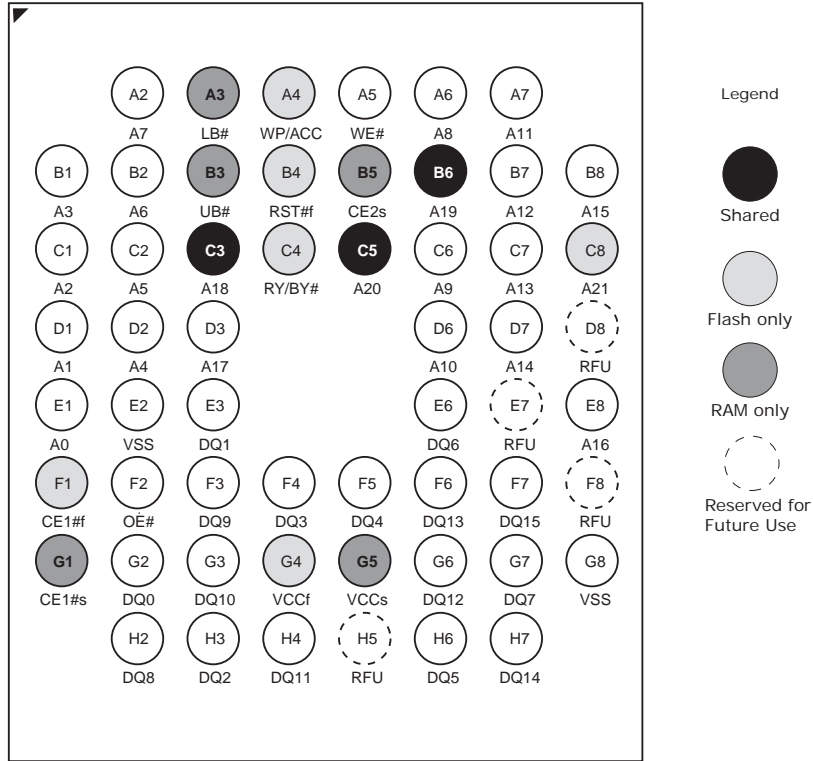 A2 A3 A4 A5 A6 A7
A7 LB# WP/ACC WE# A8 A11
Legend
B1 B2 B3 B4 B5 B6 B7 B8
A3 A6 UB# RST#f CE2s A19 A12 A15
Shared
C1 C2 C3 C4 C5 C6 C7 C8
A2 A5 A18 RY/BY# A20 A9 A13 A21
Flash only
D1 D2 D3 D6 D7 D8
A1 A4 A17 A10 A14 RFU
E1 E2 E3 E6 E7 E8
RAM only
A0 VSS DQ1 DQ6 RFU A16
F1 F2 F3 F4 F5 F6 F7 F8
CE1#f OĖ# DQ9 DQ3 DQ4 DQ13 DQ15 RFU
Reserved for
Future Use
G1 G2 G3 G4 G5 G6 G7 G8
CE1#s DQ0 DQ10 VCCf VCCs DQ12 DQ7 VSS
H2 H3 H4 H5 H6 H7
DQ8 DQ2 DQ11 RFU DQ5 DQ14